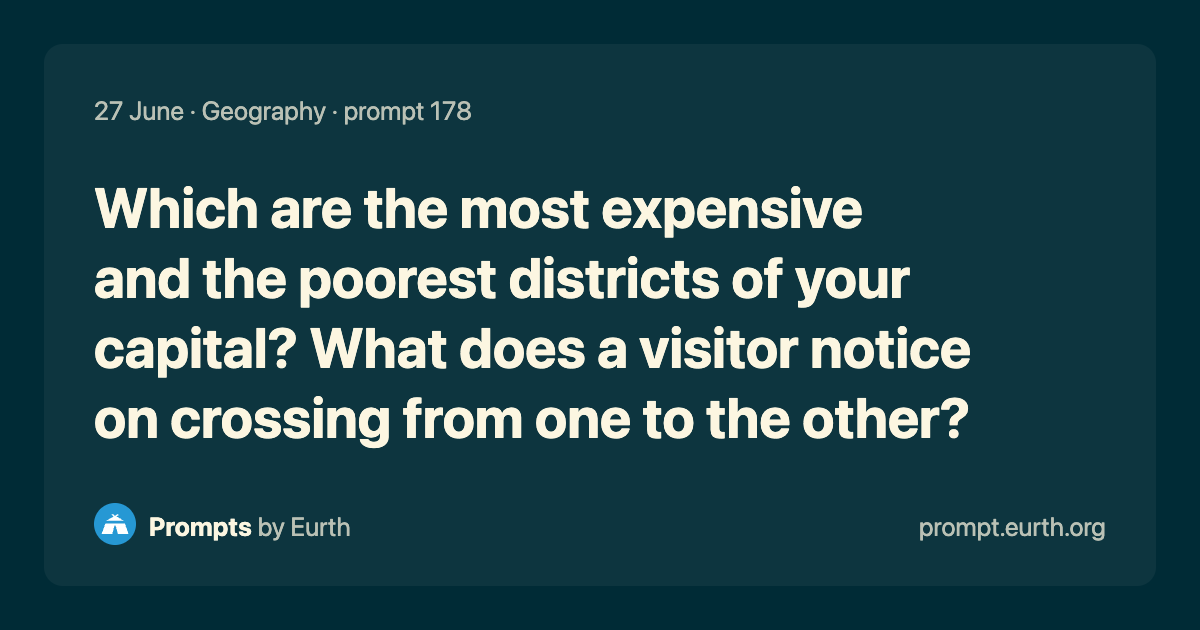 27 June · Geography · prompt 178
Which are the most expensive
and the poorest districts of your
capital? What does a visitor notice
on crossing from one to the other?
Prompts by Eurth
prompt.eurth.org